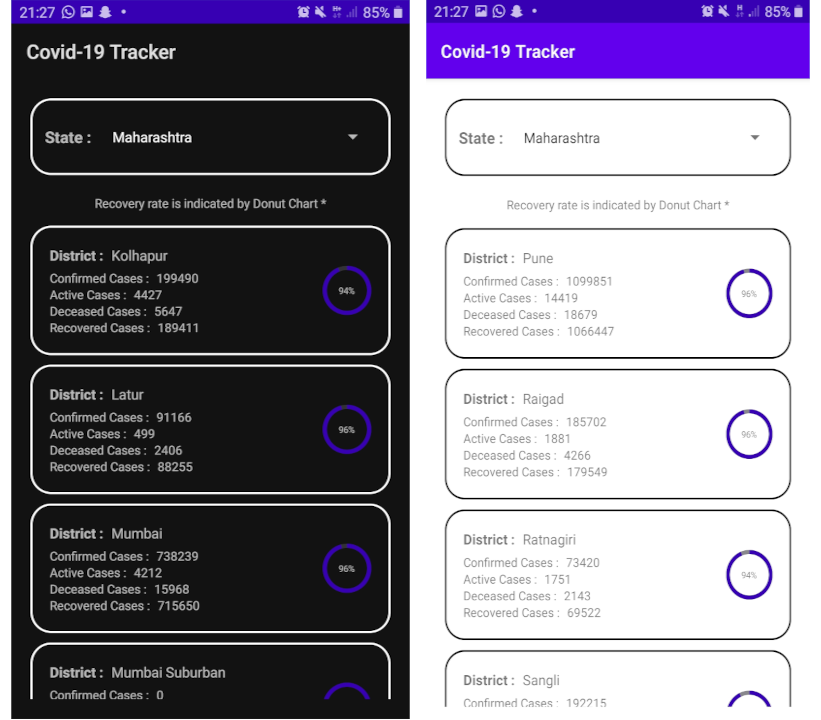 21:27
85%
Covid-19 Tracker
State : Maharashtra
Recovery rate is indicated by Donut Chart *
District : Kolhapur
Confirmed Cases : 199490
Active Cases : 4427
Deceased Cases : 5647
Recovered Cases : 189411
94%
District : Latur
Confirmed Cases : 91166
Active Cases : 499
Deceased Cases : 2406
Recovered Cases : 88255
96%
District : Mumbai
Confirmed Cases : 738239
Active Cases : 4212
Deceased Cases : 15968
Recovered Cases : 715650
96%
District : Mumbai Suburban
Confirmed Cases : 0
21:27
85%
Covid-19 Tracker
State : Maharashtra
Recovery rate is indicated by Donut Chart *
District : Pune
Confirmed Cases : 1099851
Active Cases : 14419
Deceased Cases : 18679
Recovered Cases : 1066447
96%
District : Raigad
Confirmed Cases : 185702
Active Cases : 1881
Deceased Cases : 4266
Recovered Cases : 179549
96%
District : Ratnagiri
Confirmed Cases : 73420
Active Cases : 1751
Deceased Cases : 2143
Recovered Cases : 69522
94%
District : Sangli
Confirmed Cases : 192215